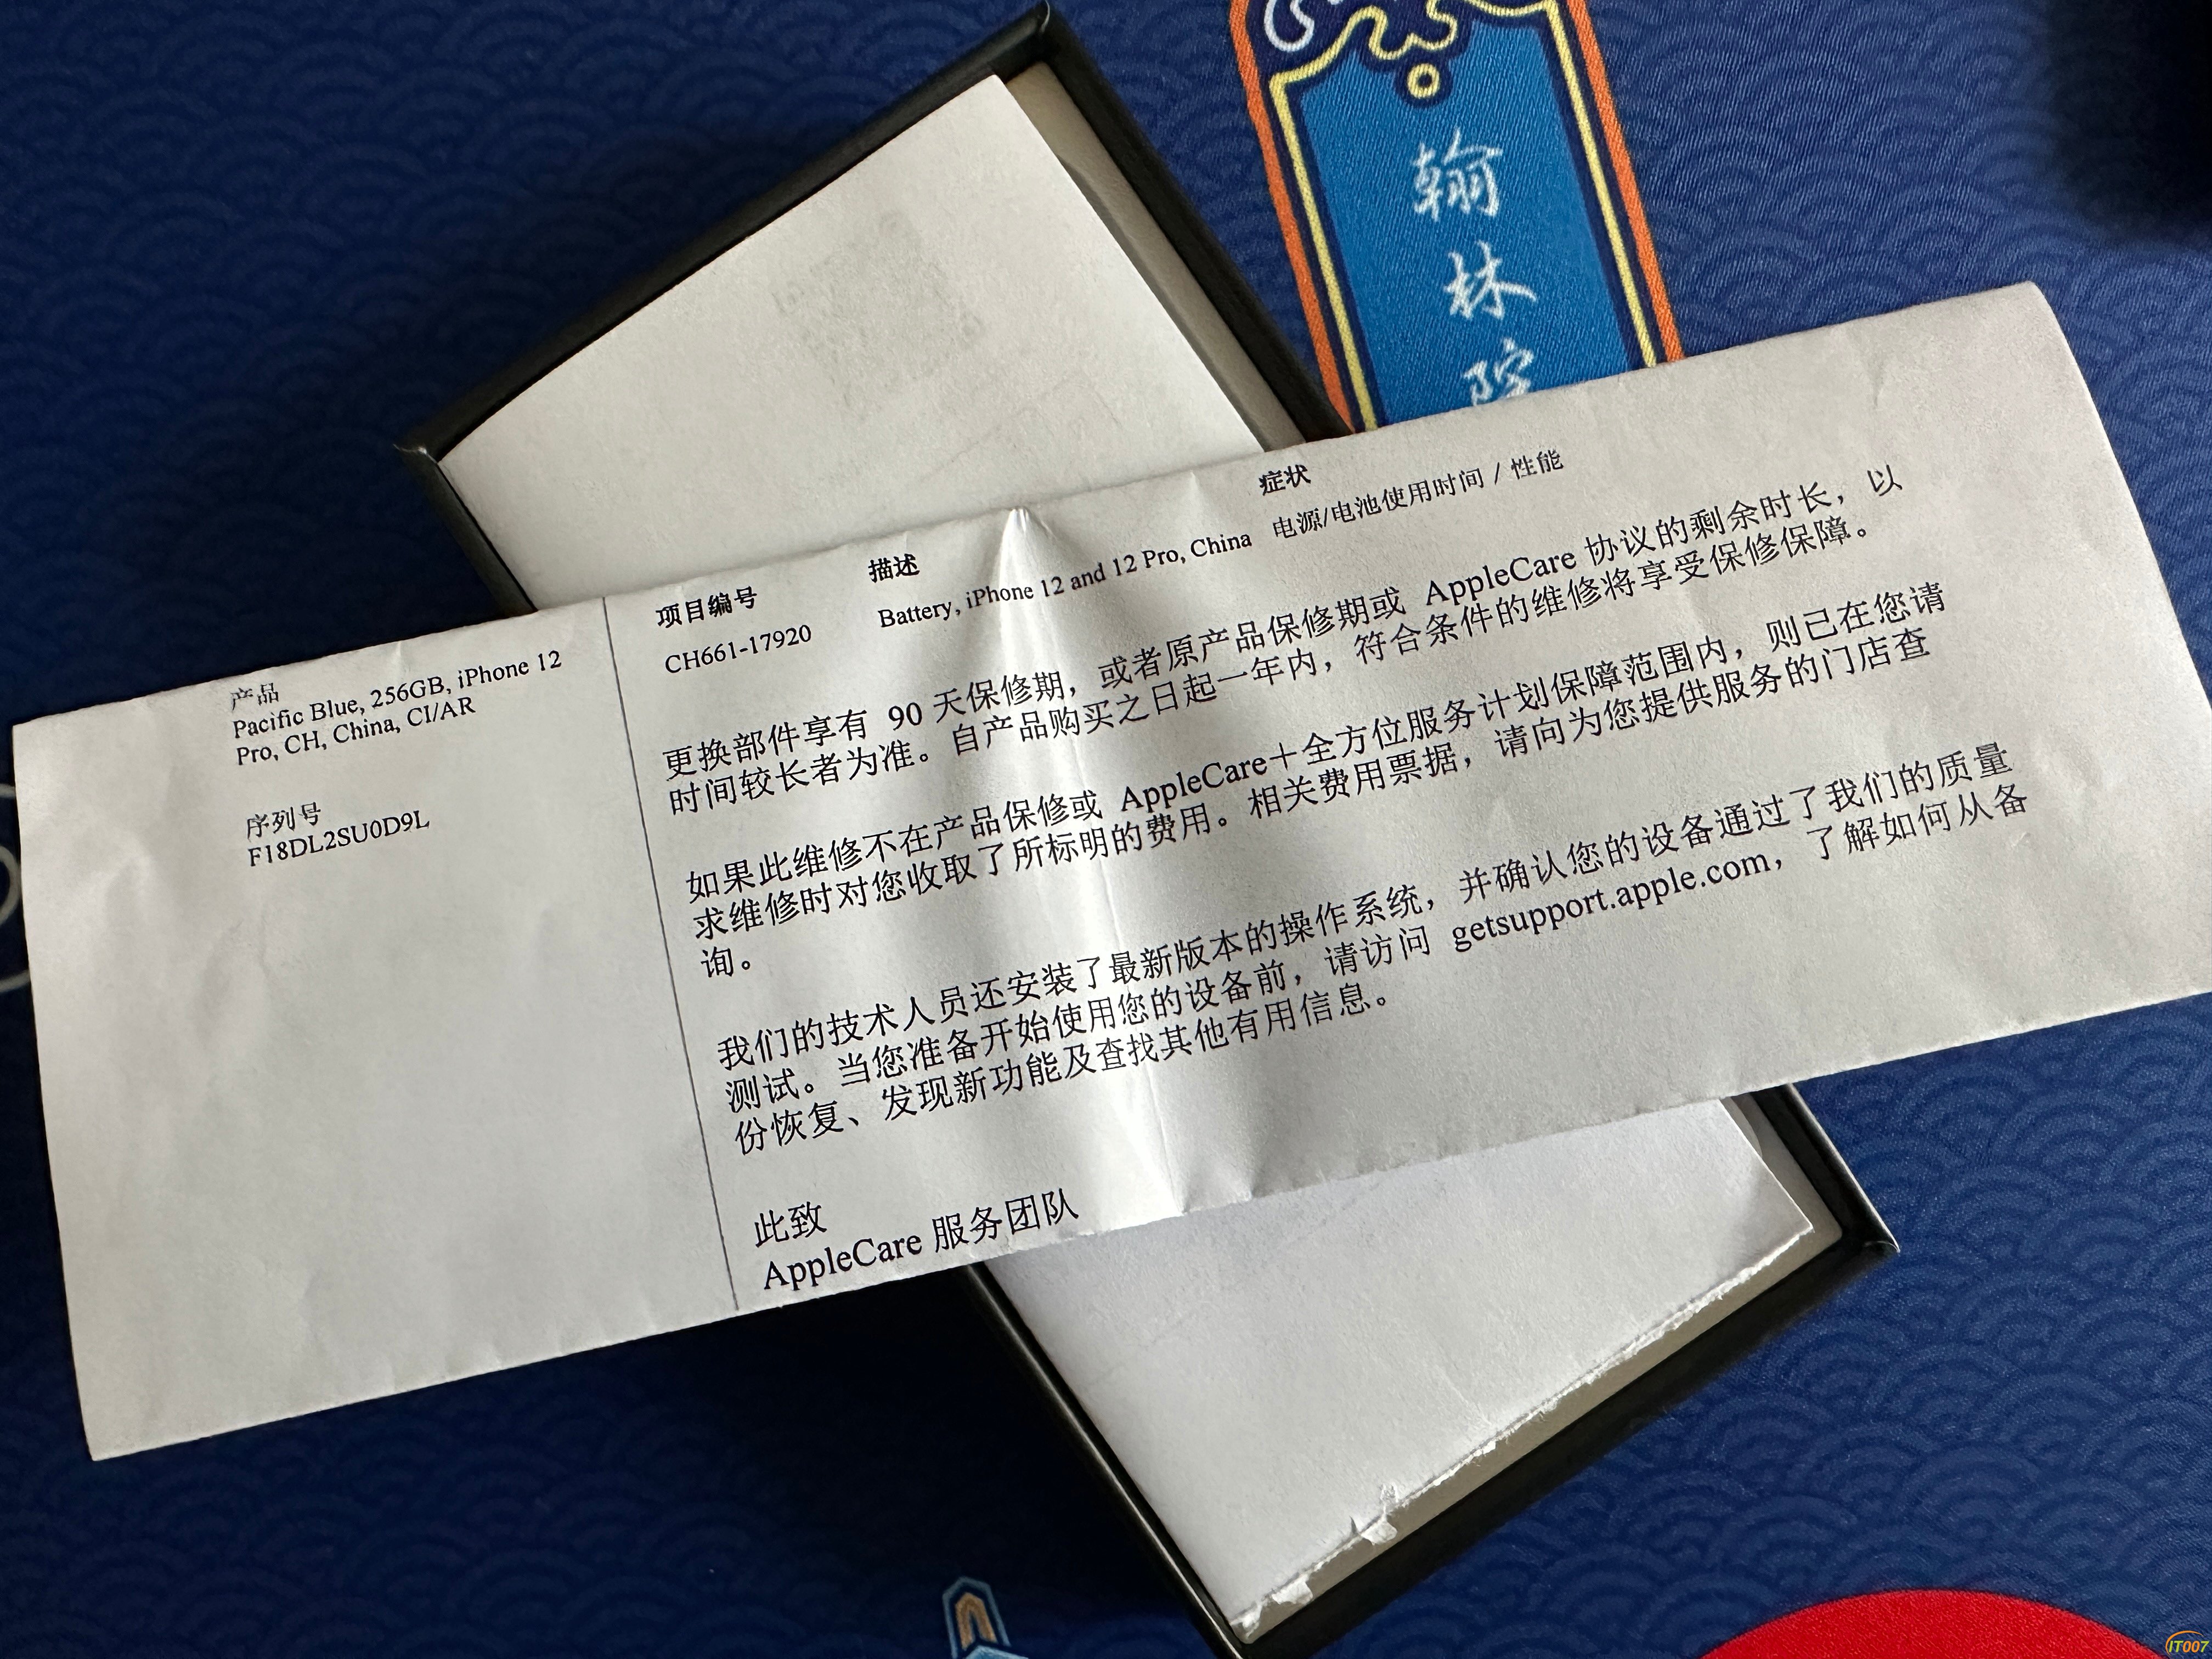 翰林院
产品
Pacific Blue, 256GB, iPhone 12
Pro, CH, China, CI/AR
序列号
F18DL2SU0D9L
项目编号
CH661-17920
描述
Battery, iPhone 12 and 12 Pro, China
症状
电源/电池使用时间 / 性能
更换部件享有 90 天保修期，或者原产品保修期或 AppleCare 协议的剩余时长，以
时间较长者为准。自产品购买之日起一年内，符合条件的维修将享受保修保障。
如果此维修不在产品保修或 AppleCare＋全方位服务计划保障范围内，则已在您请
求维修时对您收取了所标明的费用。相关费用票据，请向为您提供服务的门店查
询。
我们的技术人员还安装了最新版本的操作系统，并确认您的设备通过了我们的质量
测试。当您准备开始使用您的设备前，请访问 getsupport.apple.com，了解如何从备
份恢复、发现新功能及查找其他有用信息。
此致
AppleCare 服务团队
IT007